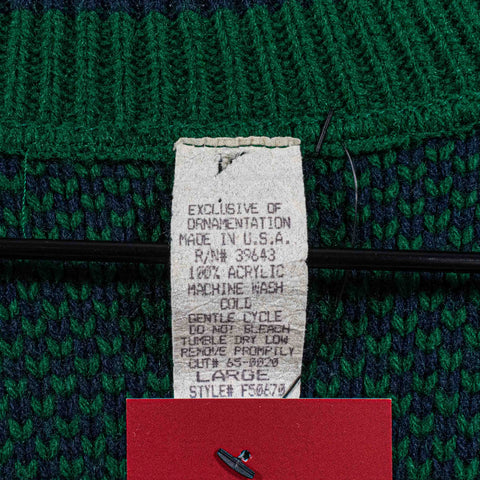 EXCLUSIVE OF
ORNAMENTATION
MADE IN U.S.A.
R/N# 39643
100% ACRYLIC
MACHINE WASH
COLD
GENTLE CYCLE
DO NOT BLEACH
TUMBLE DRY LOW
REMOVE PROMPTLY
CUT# 65-0020
LARGE
STYLE# F50670